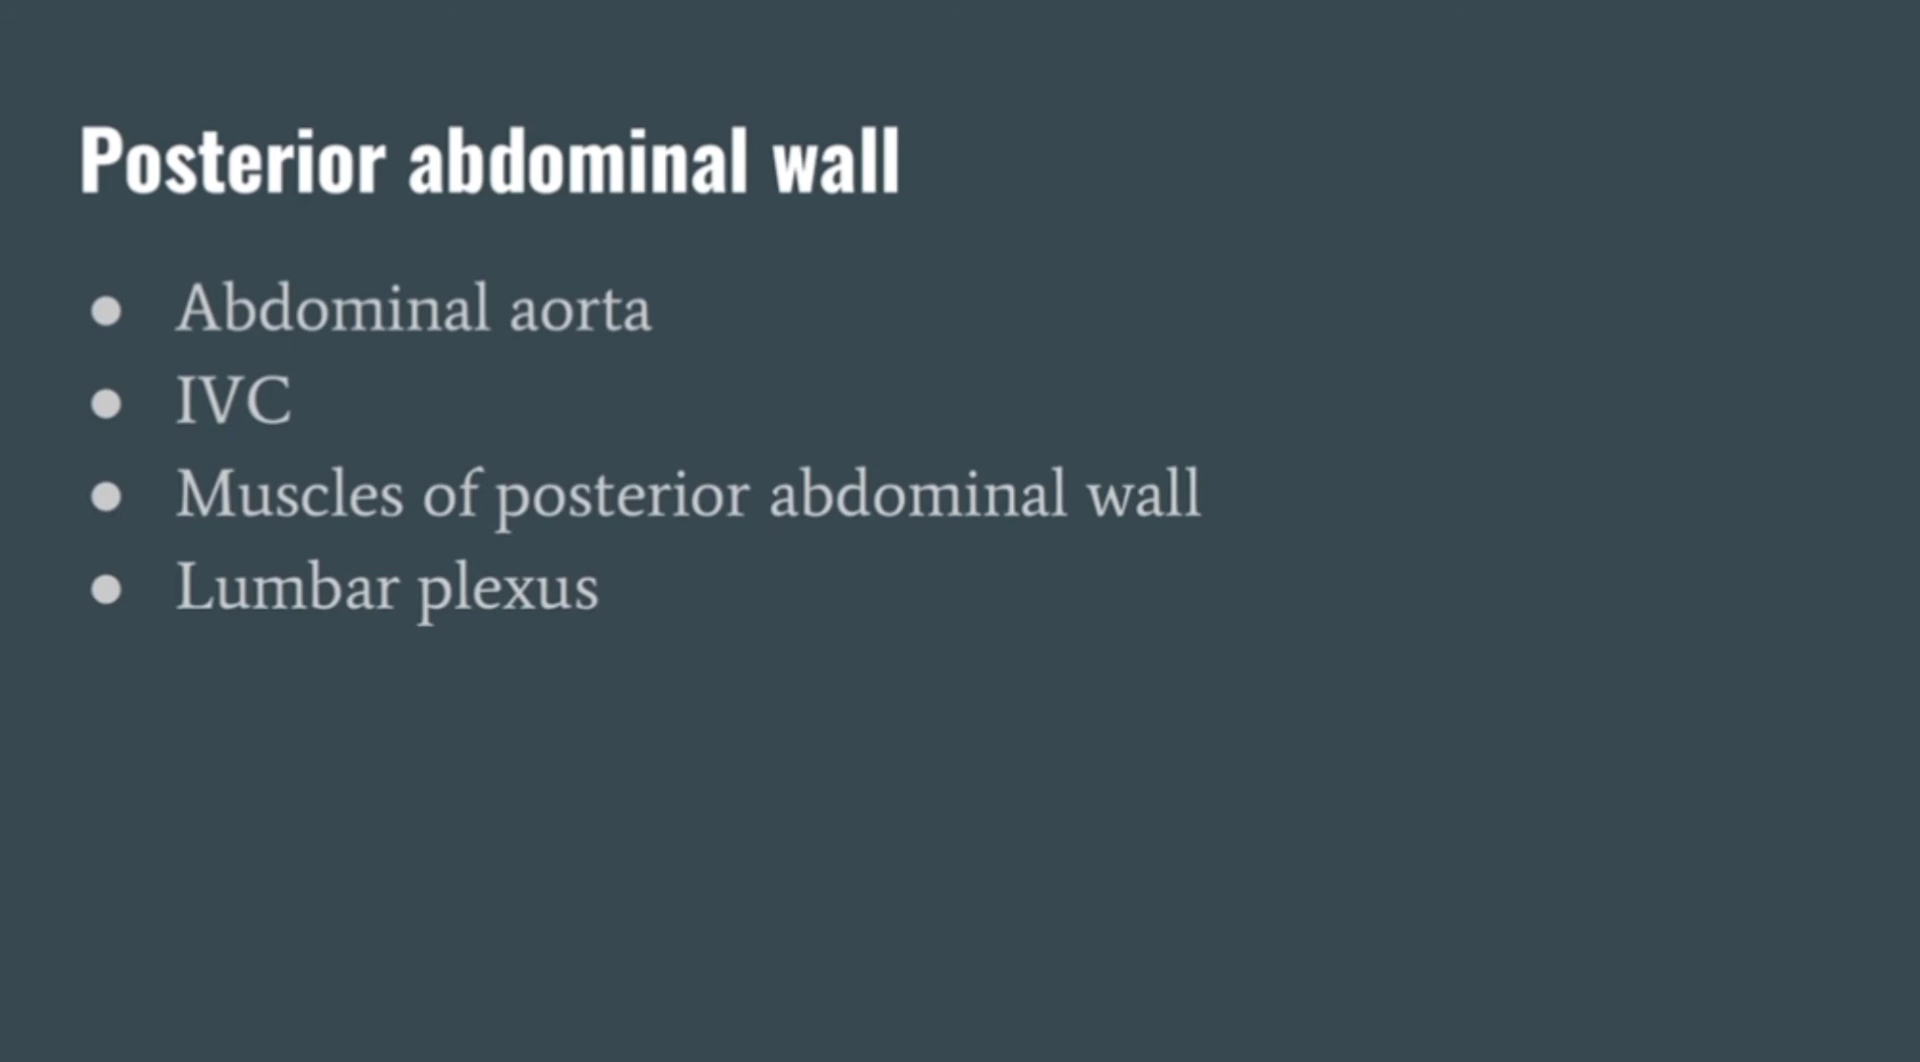 Posterior abdominal wall
● Abdominal aorta
● IVC
● Muscles of posterior abdominal wall
● Lumbar plexus